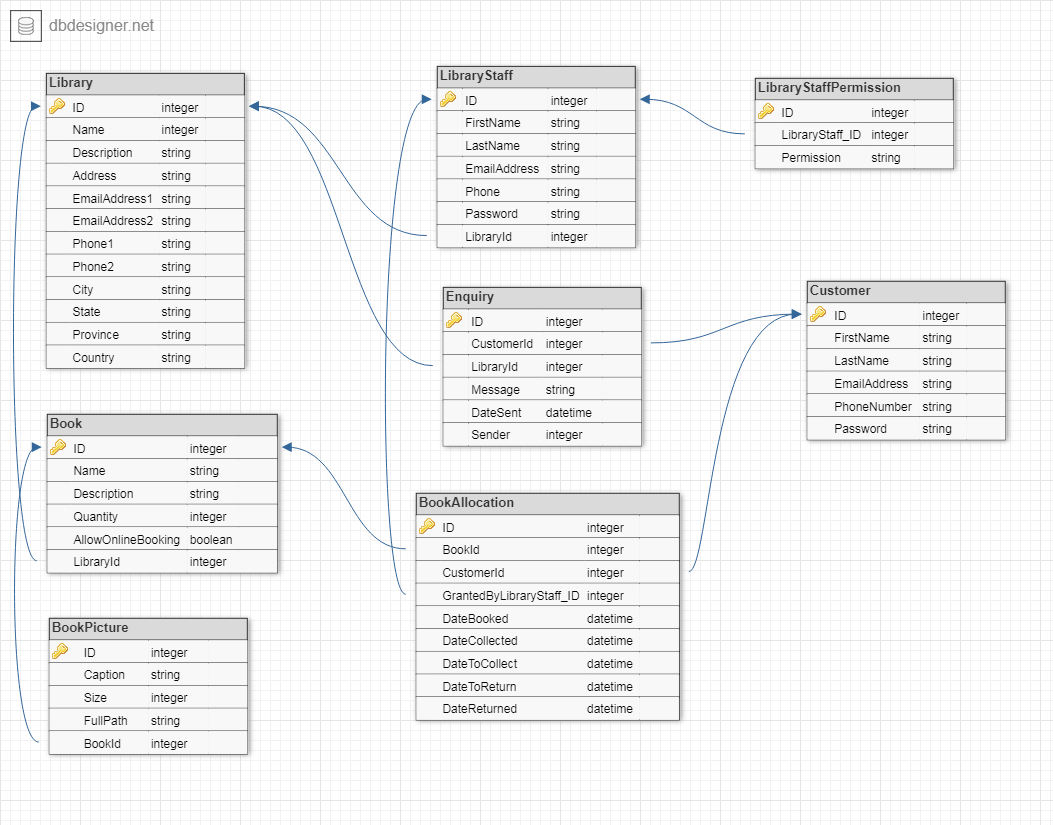 dbdesigner.net
Library
ID integer
Name integer
Description string
Address string
EmailAddress1 string
EmailAddress2 string
Phone1 string
Phone2 string
City string
State string
Province string
Country string
LibraryStaff
ID integer
FirstName string
LastName string
EmailAddress string
Phone string
Password string
LibraryId integer
LibraryStaffPermission
ID integer
LibraryStaff_ID integer
Permission string
Enquiry
ID integer
CustomerId integer
LibraryId integer
Message string
DateSent datetime
Sender integer
Customer
ID integer
FirstName string
LastName string
EmailAddress string
PhoneNumber string
Password string
Book
ID integer
Name string
Description string
Quantity integer
AllowOnlineBooking boolean
LibraryId integer
BookAllocation
ID integer
BookId integer
CustomerId integer
GrantedByLibraryStaff_ID integer
DateBooked datetime
DateCollected datetime
DateToCollect datetime
DateToReturn datetime
DateReturned datetime
BookPicture
ID integer
Caption string
Size integer
FullPath string
BookId integer